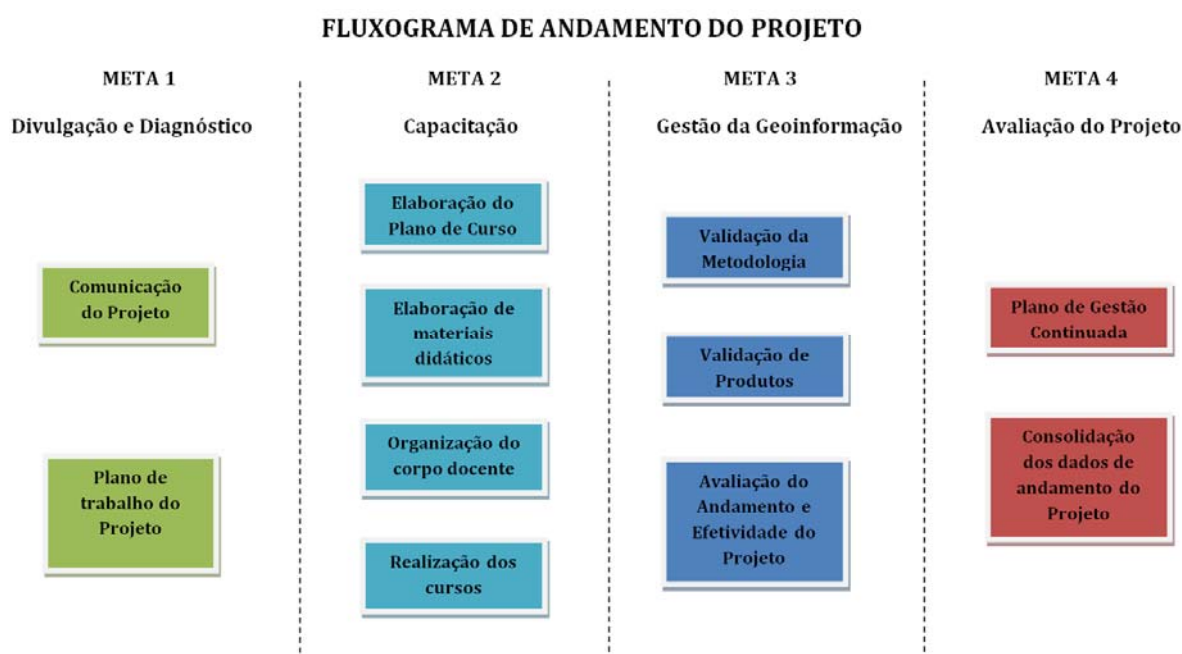 FLUXOGRAMA DE ANDAMENTO DO PROJETO
META 1
Divulgação e Diagnóstico
Comunicação
do Projeto
Plano de
trabalho do
Projeto
META 2
Capacitação
Elaboração do
Plano de Curso
Elaboração de
materiais
didáticos
Organização do
corpo docente
Realização dos
cursos
META 3
Gestão da Geoinformação
Validação da
Metodologia
Validação de
Produtos
Avaliação do
Andamento e
Efetividade do
Projeto
META 4
Avaliação do Projeto
Plano de Gestão
Continuada
Consolidação
dos dados de
andamento do
Projeto